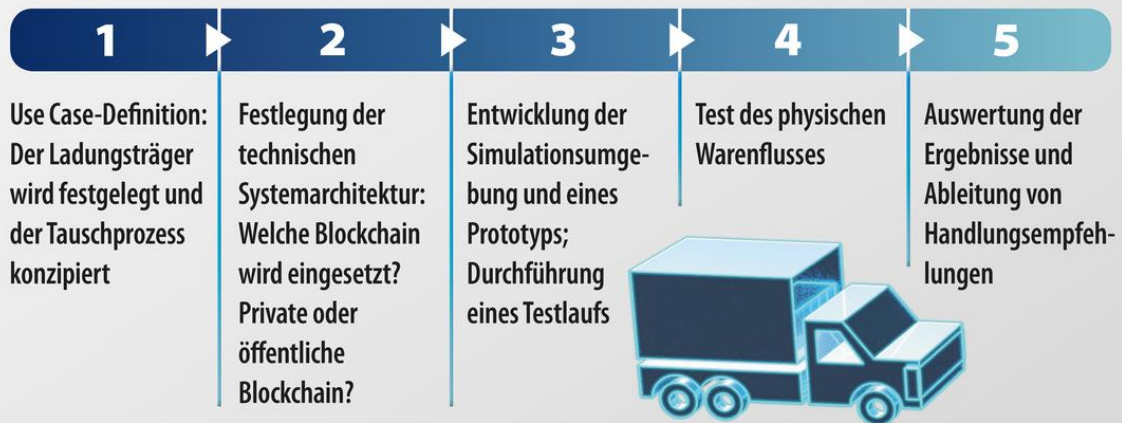 1
2
3
4
5
Use Case-Definition:
Der Ladungsträger
wird festgelegt und
der Tauschprozess
konzipiert
Festlegung der
technischen
Systemarchitektur:
Welche Blockchain
wird eingesetzt?
Private oder
öffentliche
Blockchain?
Entwicklung der
Simulationsumge-
bung und eines
Prototyps;
Durchführung
eines Testlaufs
Test des physischen
Warenflusses
Auswertung der
Ergebnisse und
Ableitung von
Handlungsempfeh-
lungen